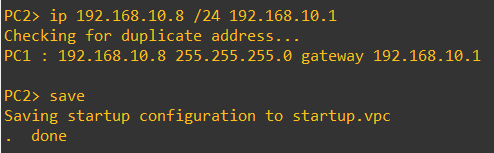 PC2> ip 192.168.10.8 /24 192.168.10.1
Checking for duplicate address...
PC1 : 192.168.10.8 255.255.255.0 gateway 192.168.10.1
PC2> save
Saving startup configuration to startup.vpc
.  done